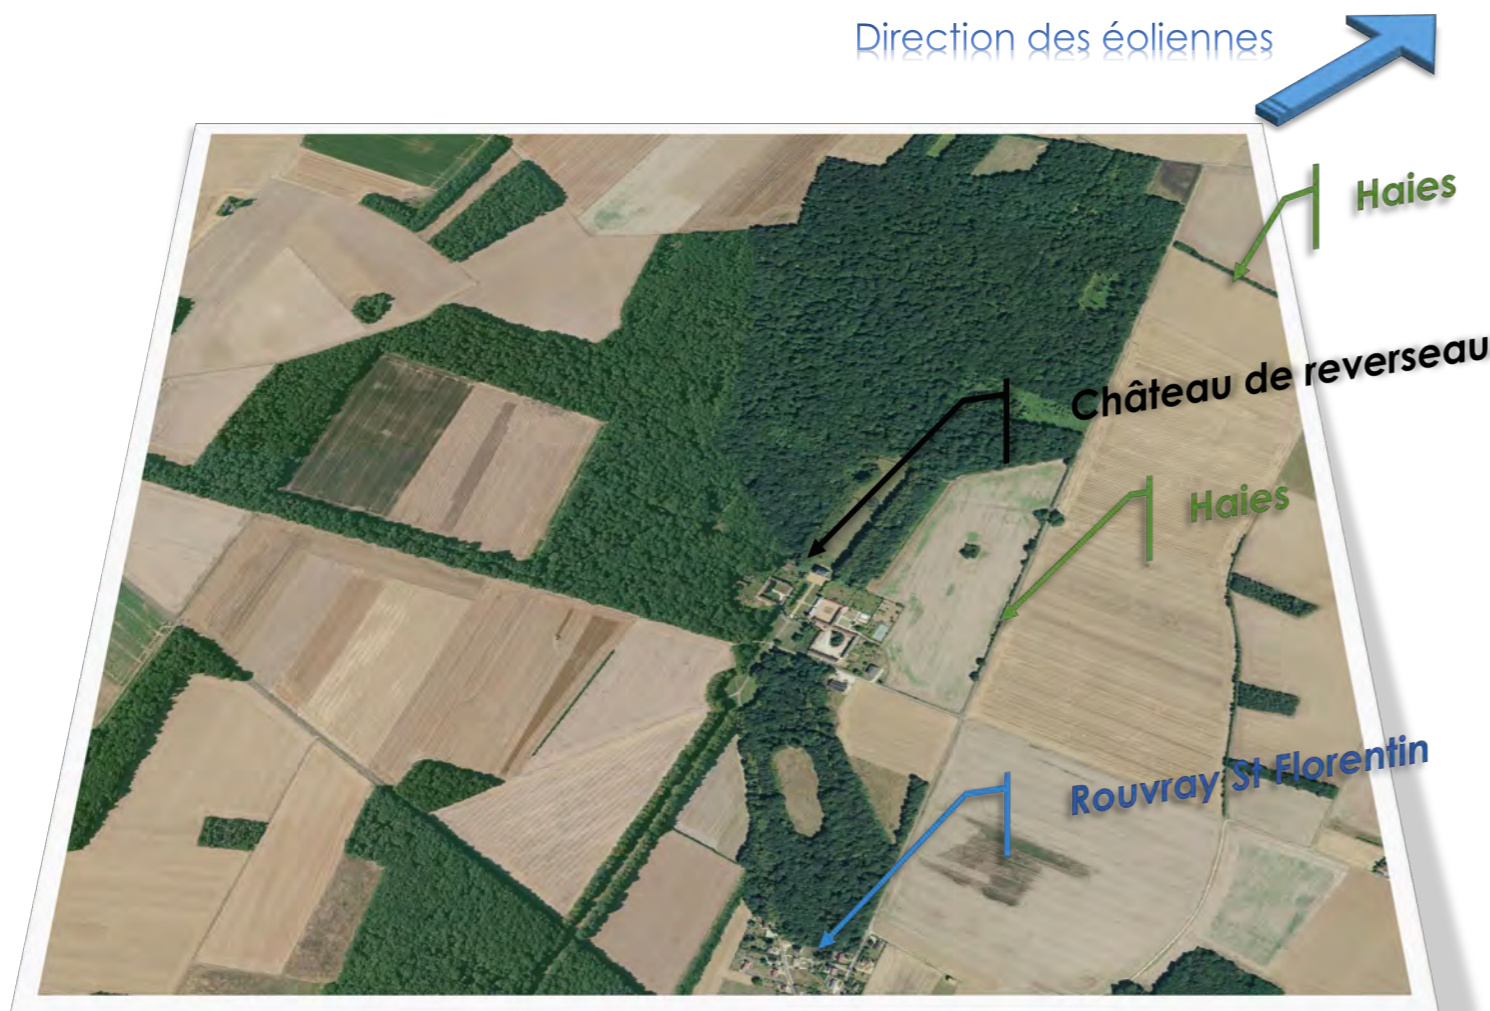 Direction des éoliennes
Haies
Château de reverseau
Haies
Rouvray St Florentin